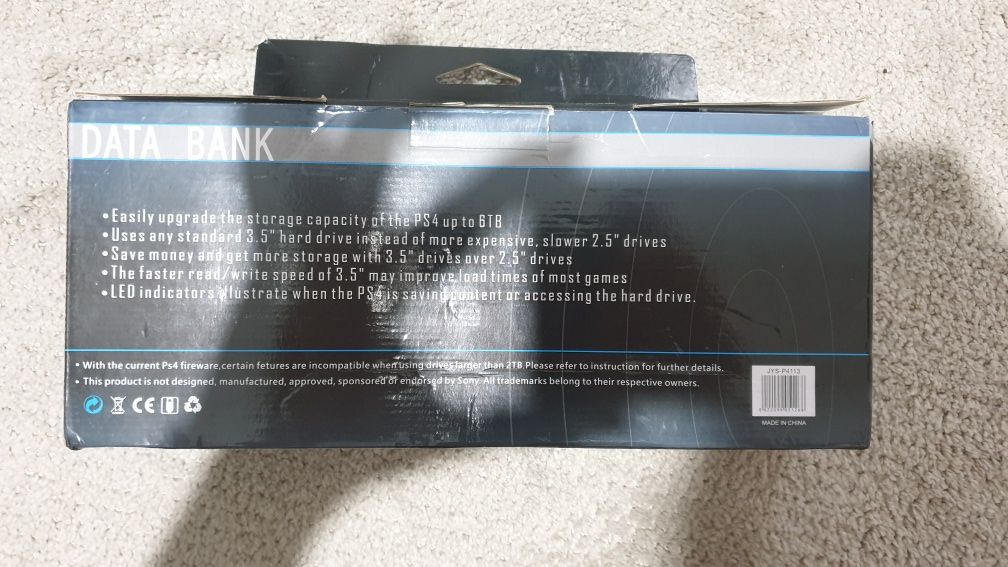 DATA BANK
•Easily upgrade the storage capacity of the PS4 up to 6TB
•Uses any standard 3.5" hard drive instead of more expensive, slower 2.5" drives
•Save money and get more storage with 3.5" drives over 2.5" drives
•The faster read/write speed of 3.5" may improve load times of most games
•LED indicators illustrate when the PS4 is saving content or accessing the hard drive.
• With the current Ps4 fireware,certain fetures are incompatible when using drives larger than 2TB.Please refer to instruction for further details.
• This product is not designed, manufactured, approved, sponsored or endorsed by Sony. All trademarks belong to their respective owners.
CE
JYS-P4113
MADE IN CHINA